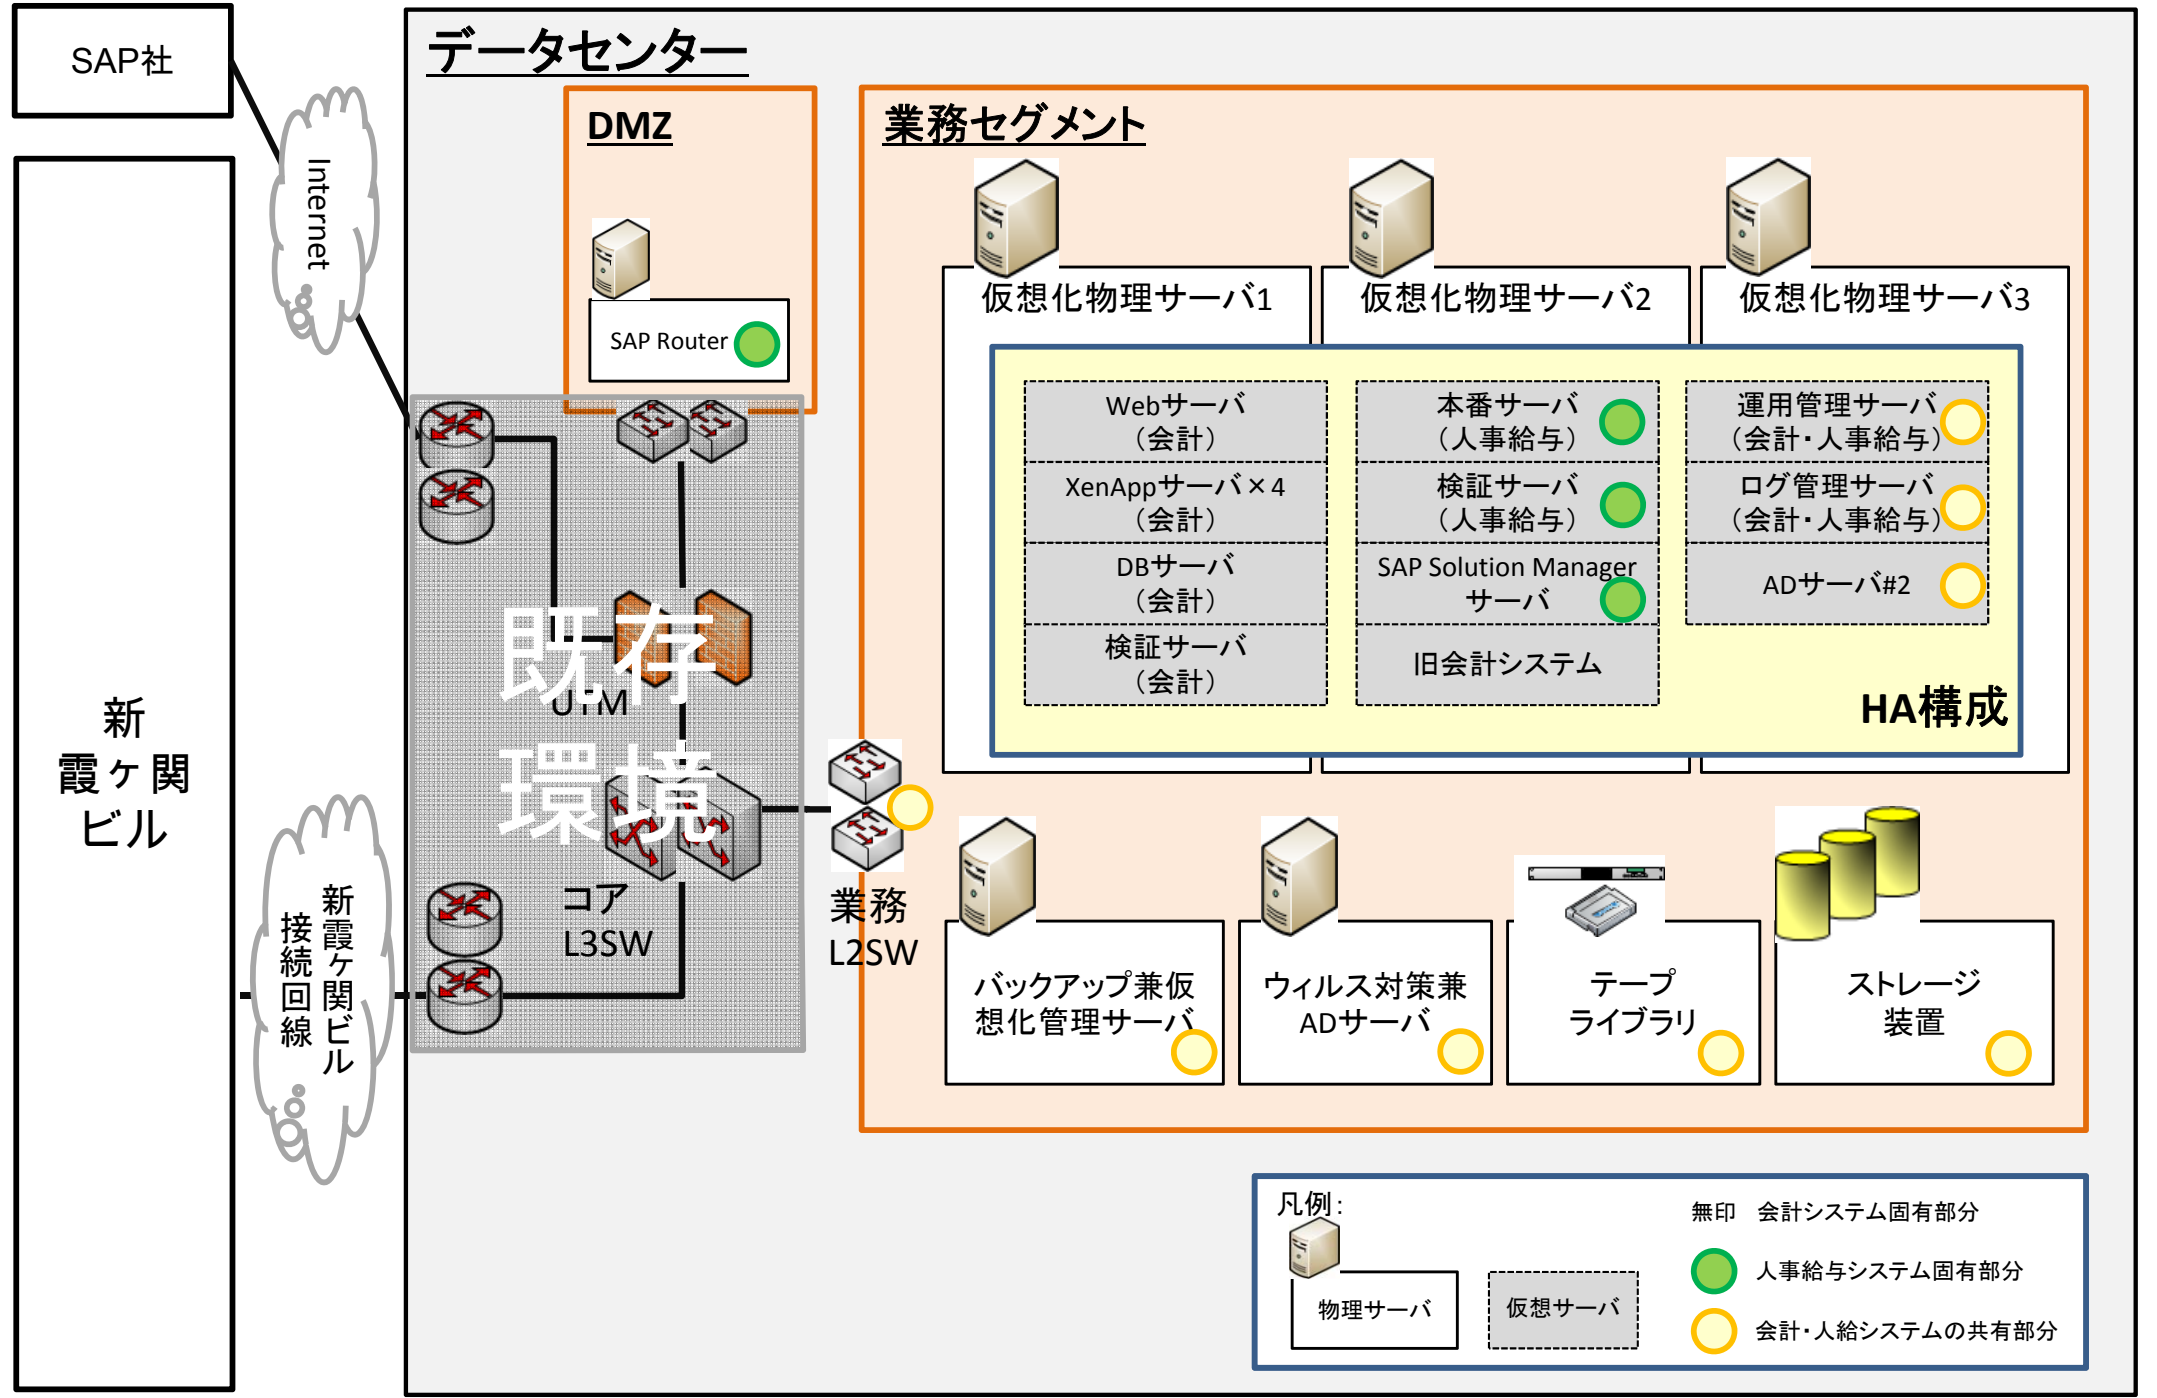 SAP社
新
霞ヶ関
ビル
Internet
新霞ヶ関ビル
接続回線
データセンター
DMZ
SAP Router
既存
環境
UTM
コア
L3SW
業務
L2SW
業務セグメント
仮想化物理サーバ1
仮想化物理サーバ2
仮想化物理サーバ3
Webサーバ
（会計）
XenAppサーバ×4
（会計）
DBサーバ
（会計）
検証サーバ
（会計）
本番サーバ
（人事給与）
検証サーバ
（人事給与）
SAP Solution Manager
サーバ
旧会計システム
運用管理サーバ
（会計・人事給与）
ログ管理サーバ
（会計・人事給与）
ADサーバ#2
HA構成
バックアップ兼仮
想化管理サーバ
ウィルス対策兼
ADサーバ
テープ
ライブラリ
ストレージ
装置
凡例：
物理サーバ
仮想サーバ
無印 会計システム固有部分
人事給与システム固有部分
会計・人給システムの共有部分